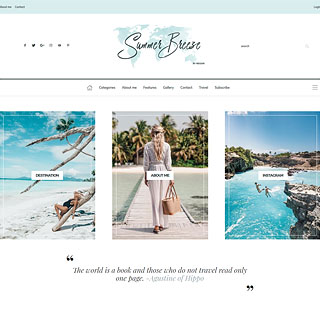 About me Contact
Login
Summer Breeze
search
Categories About me Features Gallery Contact Travel Subscribe
DESTINATION
ABOUT ME
INSTAGRAM
“
The world is a book and those who do not travel read only
one page. -Agustine of Hippo
”